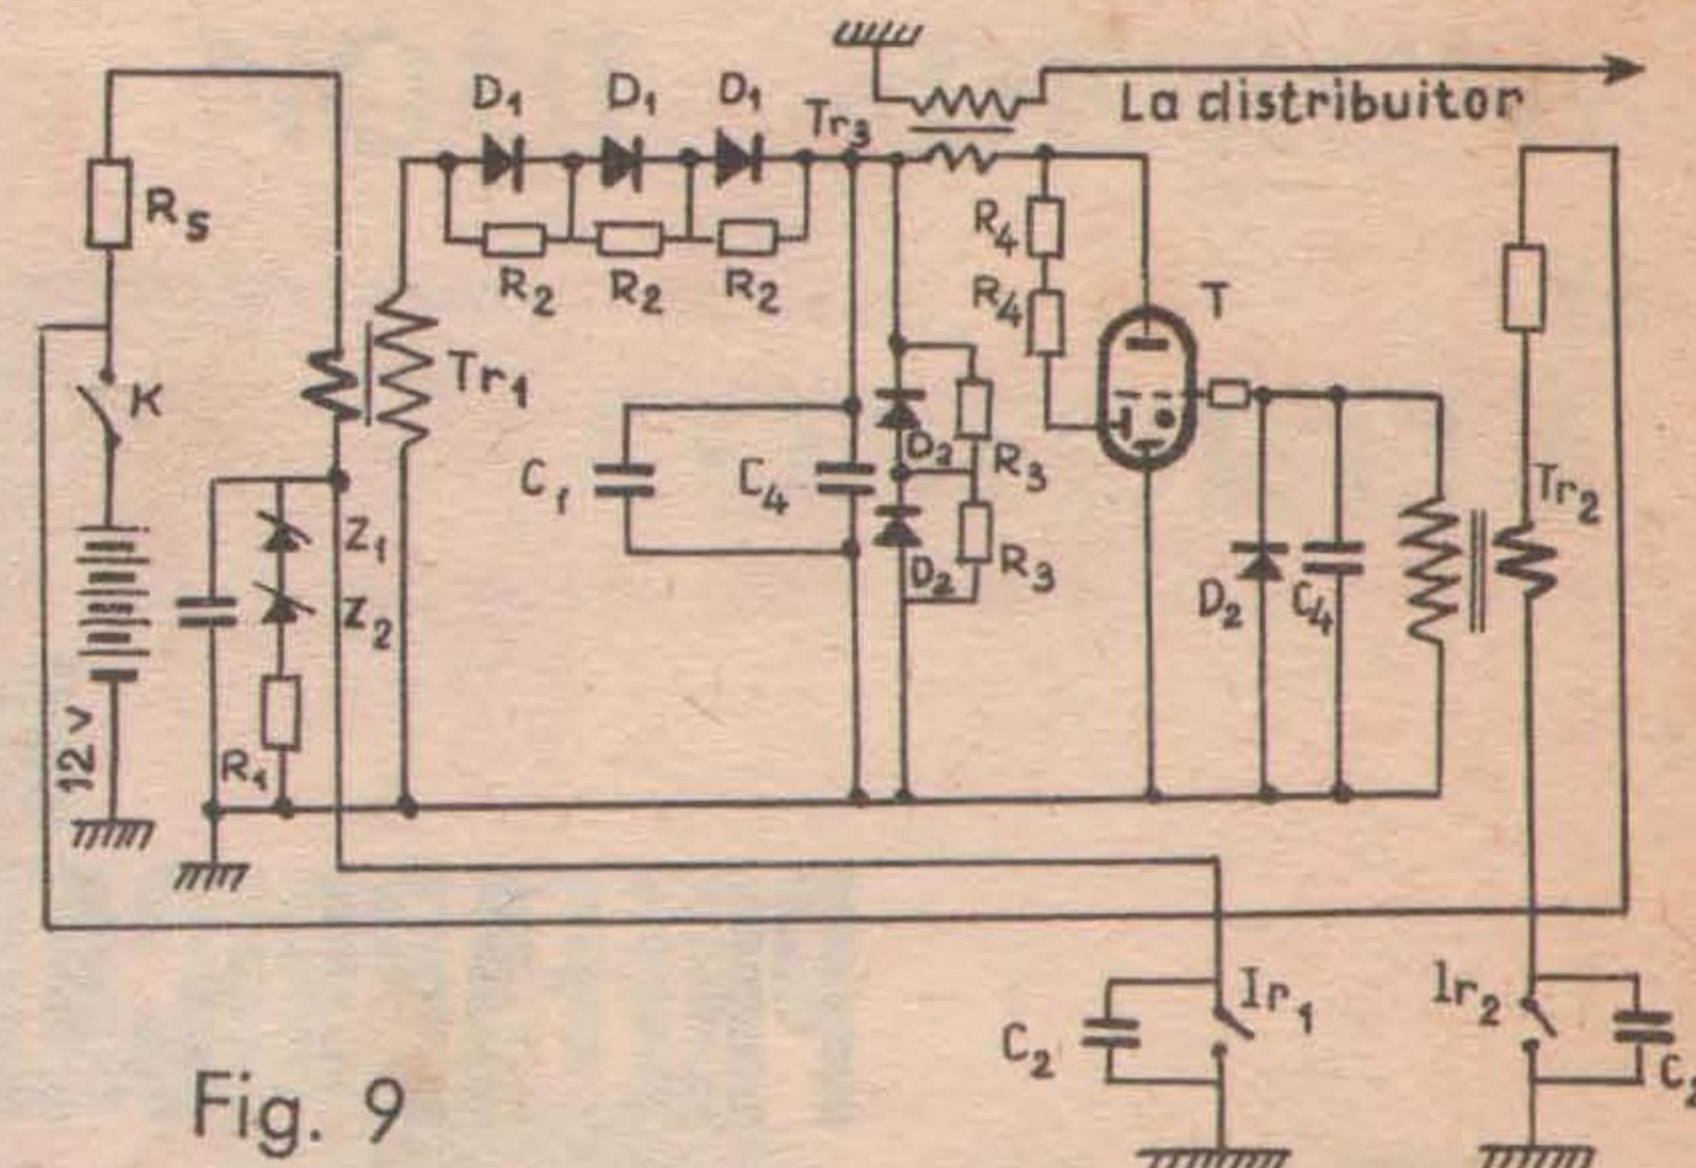 La distribuitor
D1 D1 D1 Tr3
R5
R2 R2 R2
R4
R4
T
K
Tr1
C1 C4
D2 R3
D2 R3
Z1
Z2
R1
12 V
Tr2
D2 C4
Ir1
Ir2
C2
C2
Fig. 9